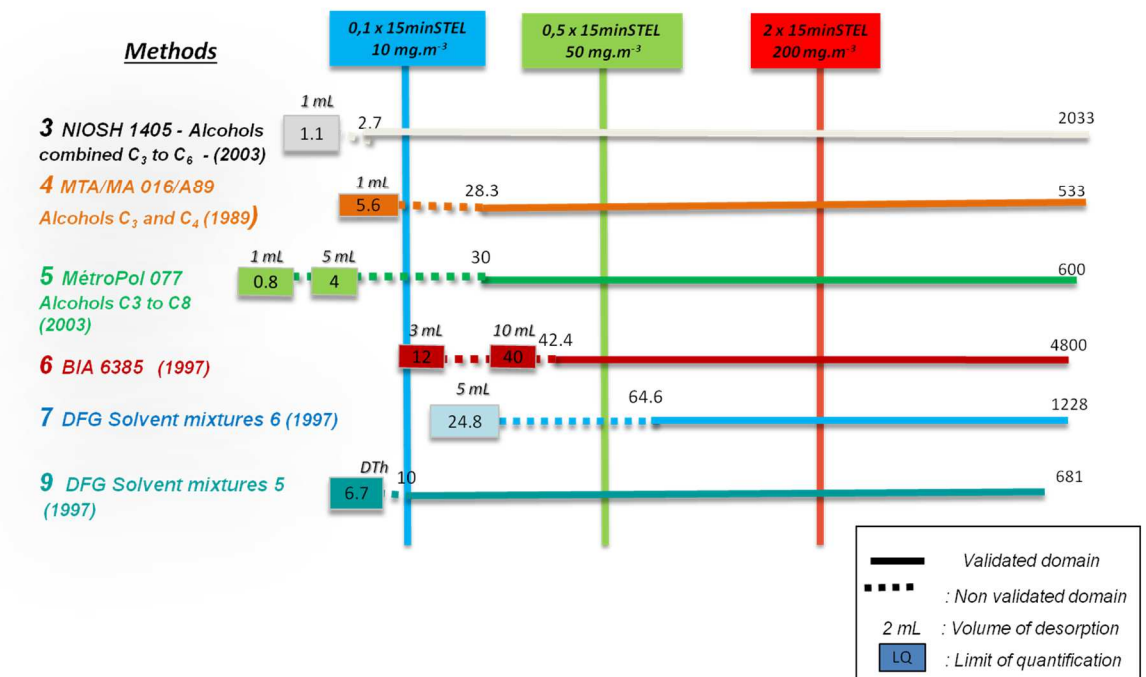 Methods
0,1 x 15minSTEL
10 mg.m⁻³
0,5 x 15minSTEL
50 mg.m⁻³
2 x 15minSTEL
200 mg.m⁻³
3 NIOSH 1405 - Alcohols
combined C₃ to C₆ - (2003)
1 mL
1.1
2.7
2033
4 MTA/MA 016/A89
Alcohols C₃ and C₄ (1989)
1 mL
5.6
28.3
533
5 MétroPol 077
Alcohols C3 to C8
(2003)
1 mL
0.8
5 mL
4
30
600
6 BIA 6385 (1997)
3 mL
12
10 mL
40
42.4
4800
7 DFG Solvent mixtures 6 (1997)
5 mL
24.8
64.6
1228
9 DFG Solvent mixtures 5
(1997)
DTh
6.7
10
681
Validated domain
: Non validated domain
2 mL : Volume of desorption
LQ : Limit of quantification